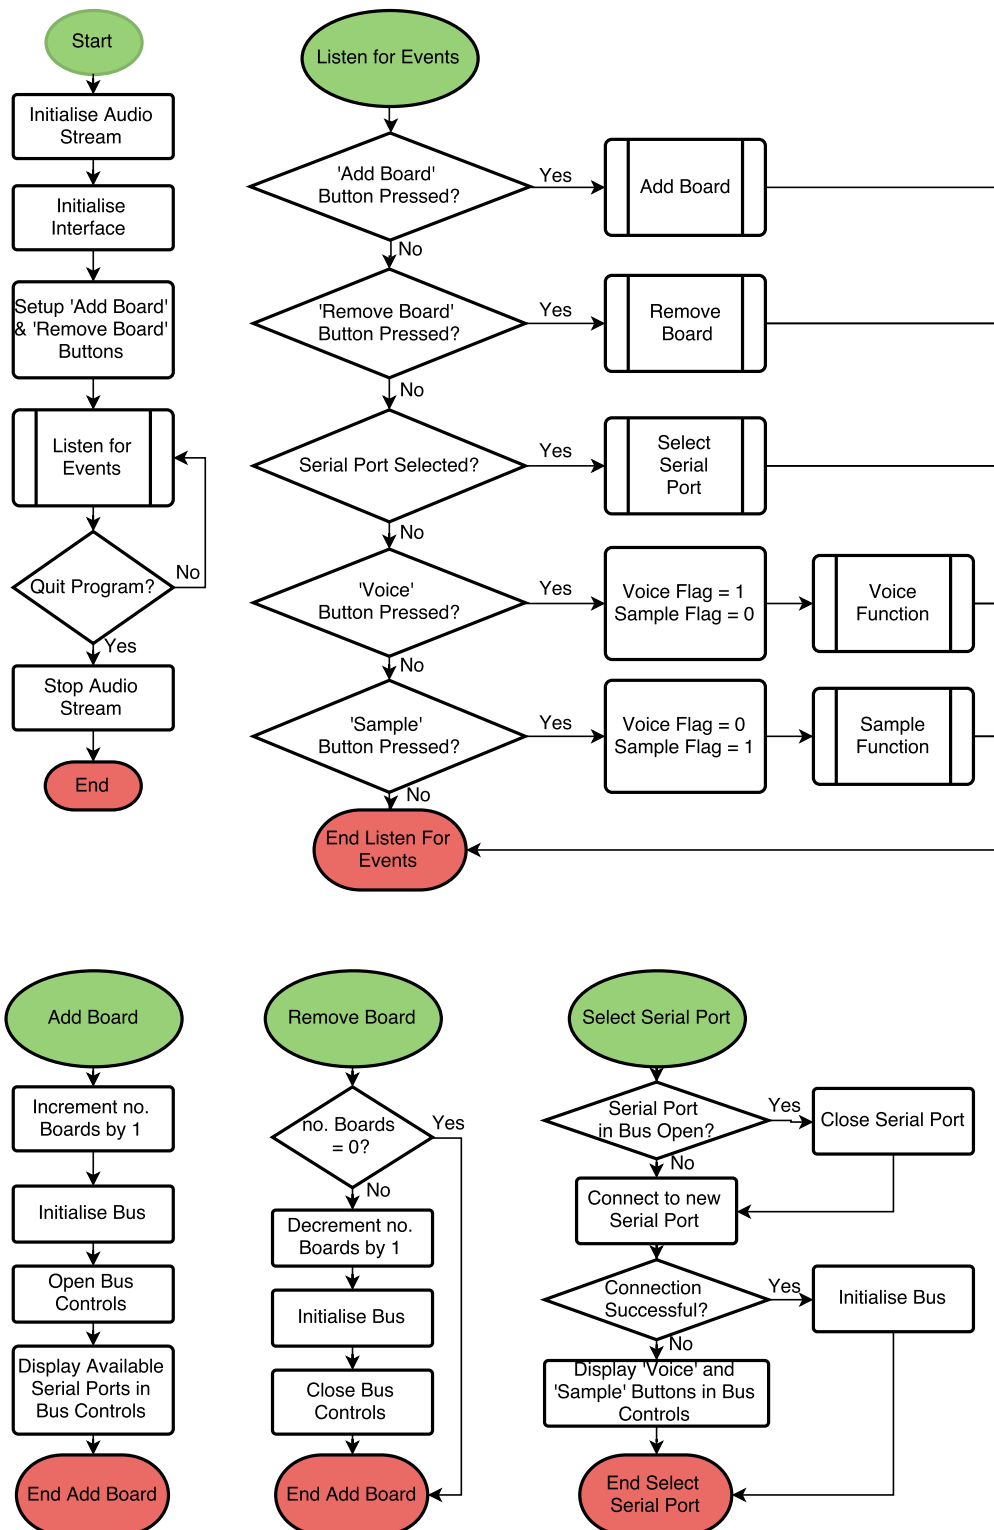 Start
Initialise Audio
Stream
Initialise
Interface
Setup 'Add Board'
& 'Remove Board'
Buttons
Listen for
Events
Quit Program?
No
Yes
Stop Audio
Stream
End
Listen for Events
'Add Board'
Button Pressed?
Yes
Add Board
No
'Remove Board'
Button Pressed?
Yes
Remove
Board
No
Serial Port Selected?
Yes
Select
Serial
Port
No
'Voice'
Button Pressed?
Yes
Voice Flag = 1
Sample Flag = 0
Voice
Function
No
'Sample'
Button Pressed?
Yes
Voice Flag = 0
Sample Flag = 1
Sample
Function
No
End Listen For
Events
Add Board
Increment no.
Boards by 1
Initialise Bus
Open Bus
Controls
Display Available
Serial Ports in
Bus Controls
End Add Board
Remove Board
no. Boards
= 0?
Yes
No
Decrement no.
Boards by 1
Initialise Bus
Close Bus
Controls
End Add Board
Select Serial Port
Serial Port
in Bus Open?
Yes
Close Serial Port
No
Connect to new
Serial Port
Connection
Successful?
Yes
Initialise Bus
No
Display 'Voice' and
'Sample' Buttons in Bus
Controls
End Select
Serial Port